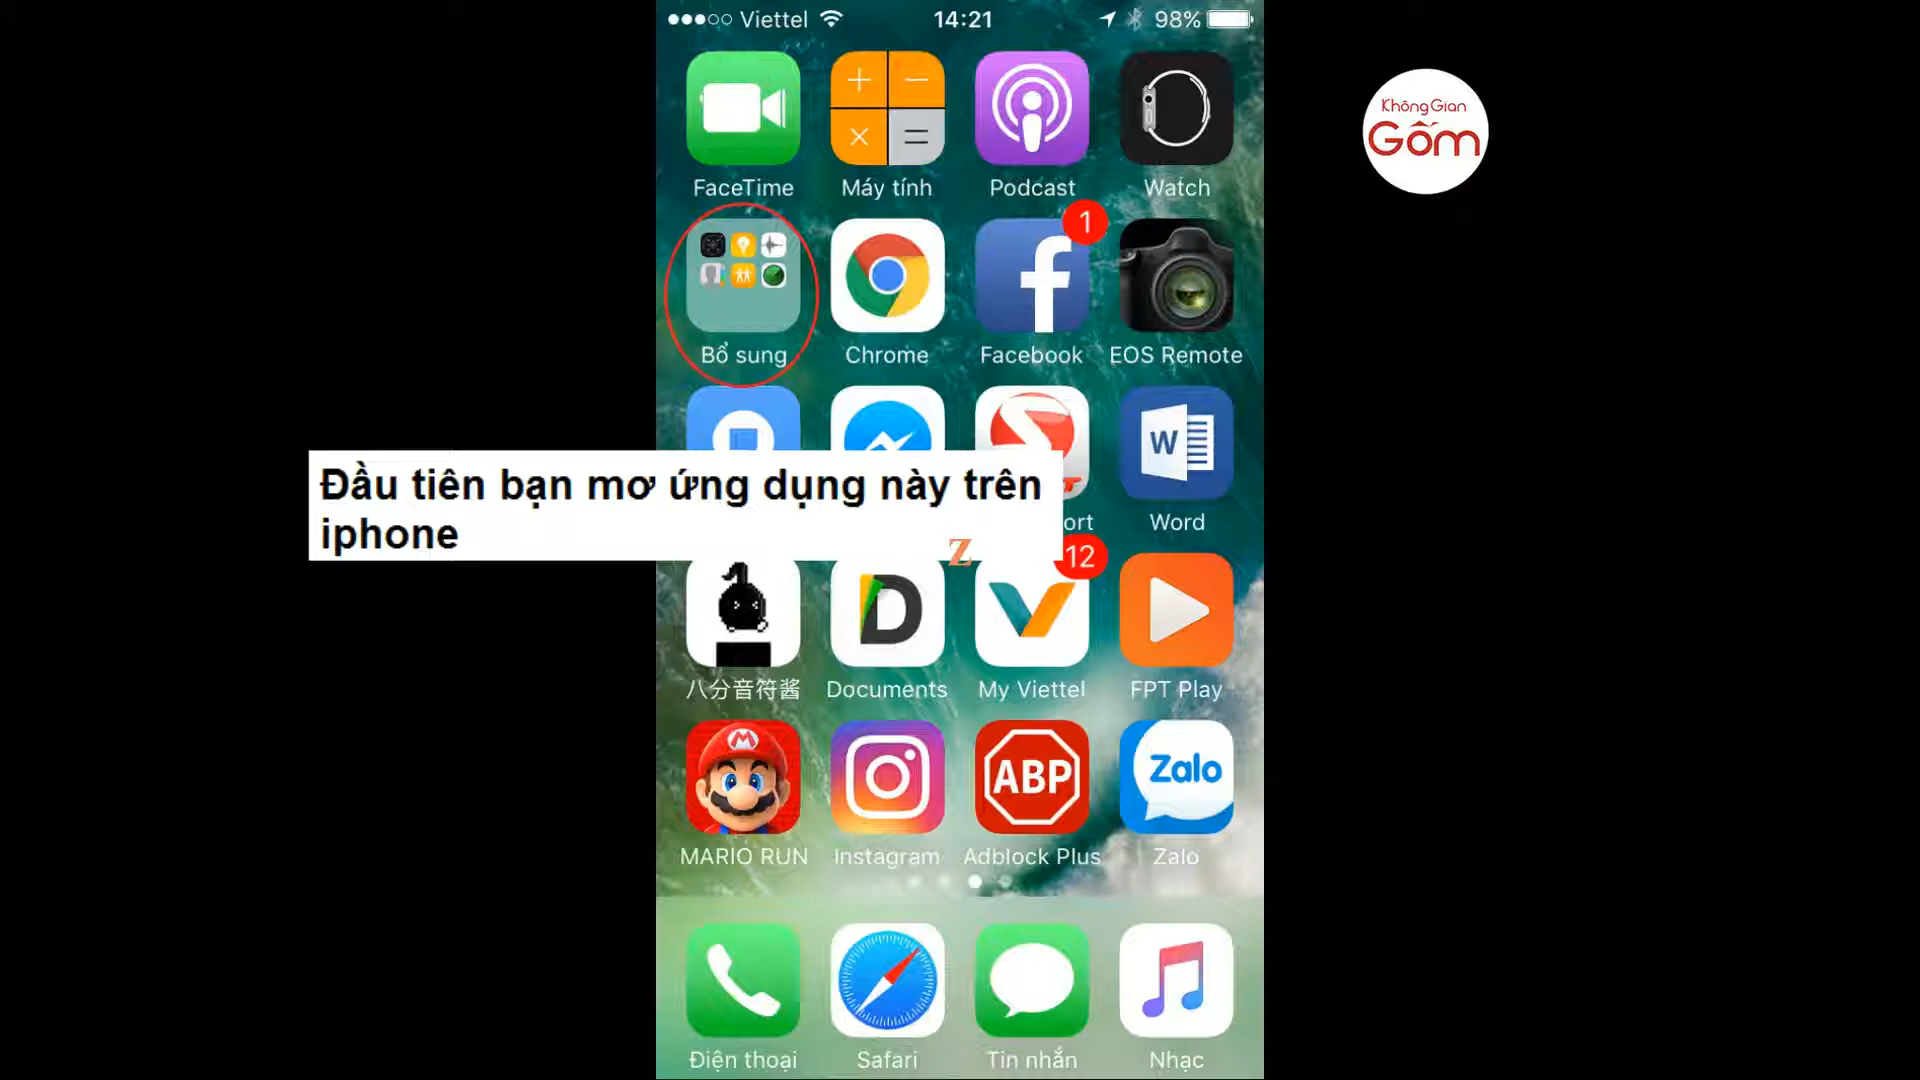 Viettel 14:21 98%
FaceTime Máy tính Podcast Watch
KhôngGian
Gốm
1
Bổ sung Chrome Facebook EOS Remote
W
Đầu tiên bạn mơ ứng dụng này trên
iphone
ort Word
Z
12
八分音符酱 Documents My Viettel FPT Play
M
ABP
Zalo
MARIO RUN Instagram Adblock Plus Zalo
Điện thoại Safari Tin nhắn Nhạc